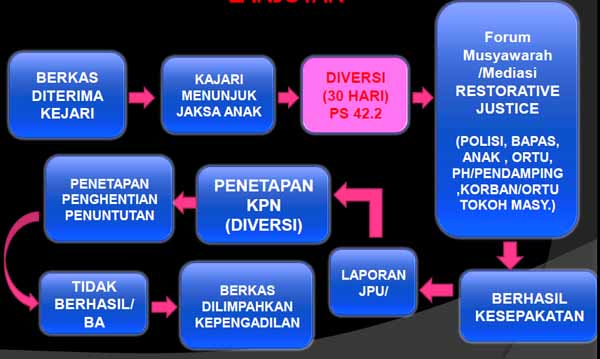 LANJUTAN
BERKAS
DITERIMA
KEJARI
KAJARI
MENUNJUK
JAKSA ANAK
DIVERSI
(30 HARI)
PS 42.2
Forum
Musyawarah
/Mediasi
RESTORATIVE
JUSTICE
(POLISI, BAPAS,
ANAK , ORTU,
PH/PENDAMPING
,KORBAN/ORTU
TOKOH MASY.)
PENETAPAN
PENGHENTIAN
PENUNTUTAN
PENETAPAN
KPN
(DIVERSI)
TIDAK
BERHASIL/
BA
BERKAS
DILIMPAHKAN
KEPENGADILAN
LAPORAN
JPU/
BERHASIL
KESEPAKATAN